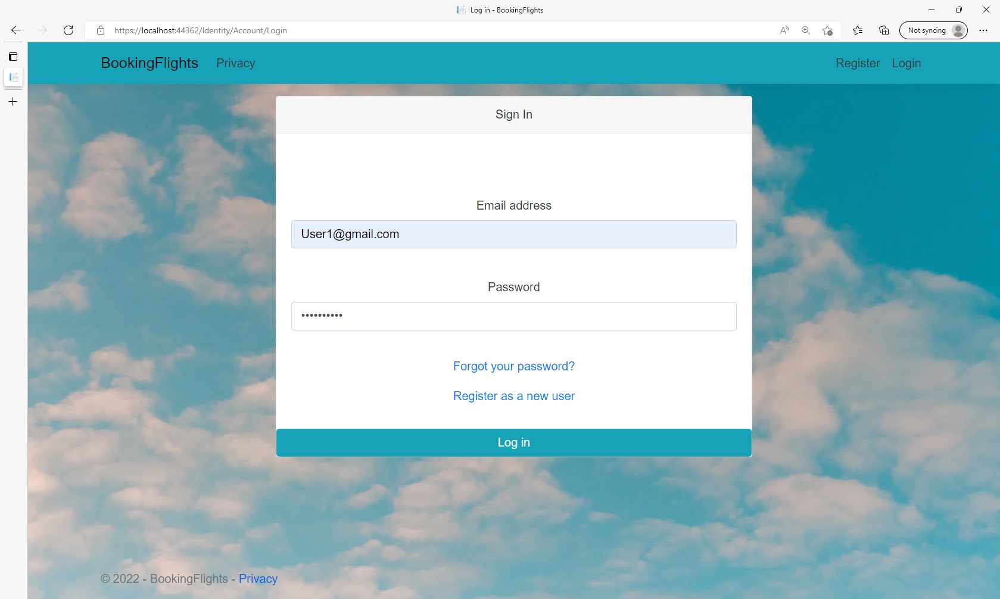 Log in - BookingFlights
https://localhost:44362/Identity/Account/Login
Not syncing
BookingFlights Privacy Register Login
Sign In
Email address
User1@gmail.com
Password
••••••••••
Forgot your password?
Register as a new user
Log in
© 2022 - BookingFlights - Privacy